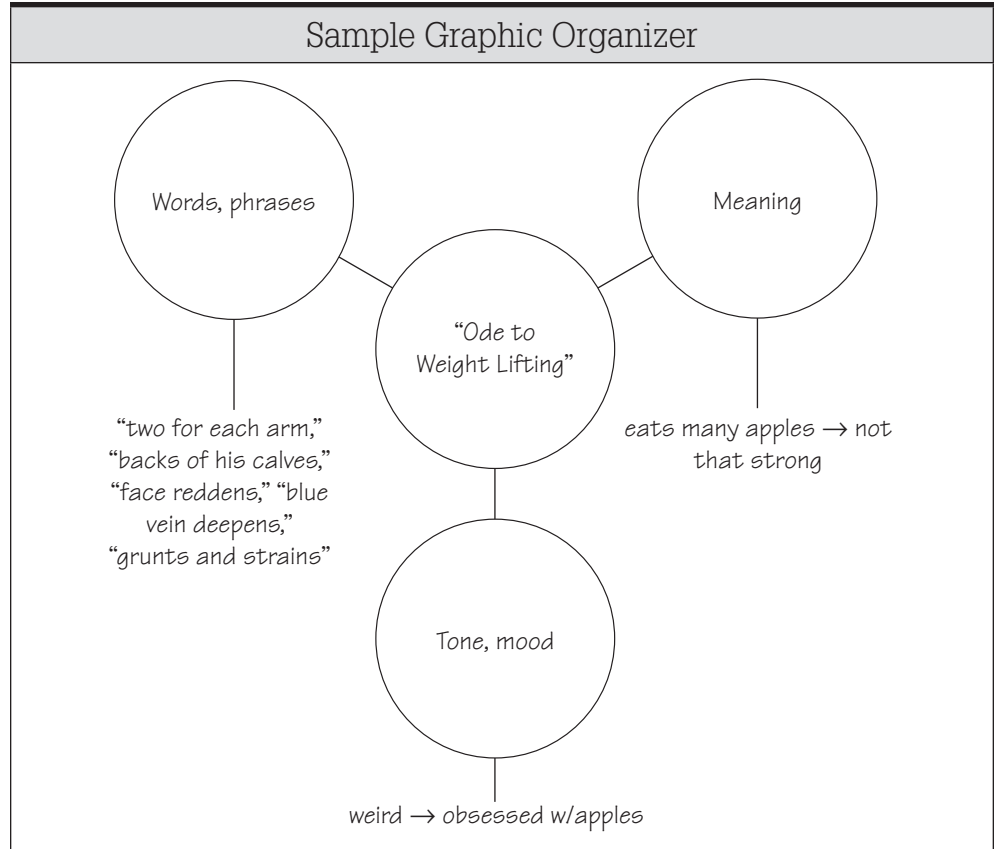 Sample Graphic Organizer
Words, phrases
Meaning
“Ode to
Weight Lifting”
“two for each arm,”
“backs of his calves,”
“face reddens,” “blue
vein deepens,”
“grunts and strains”
eats many apples → not
that strong
Tone, mood
weird → obsessed w/apples